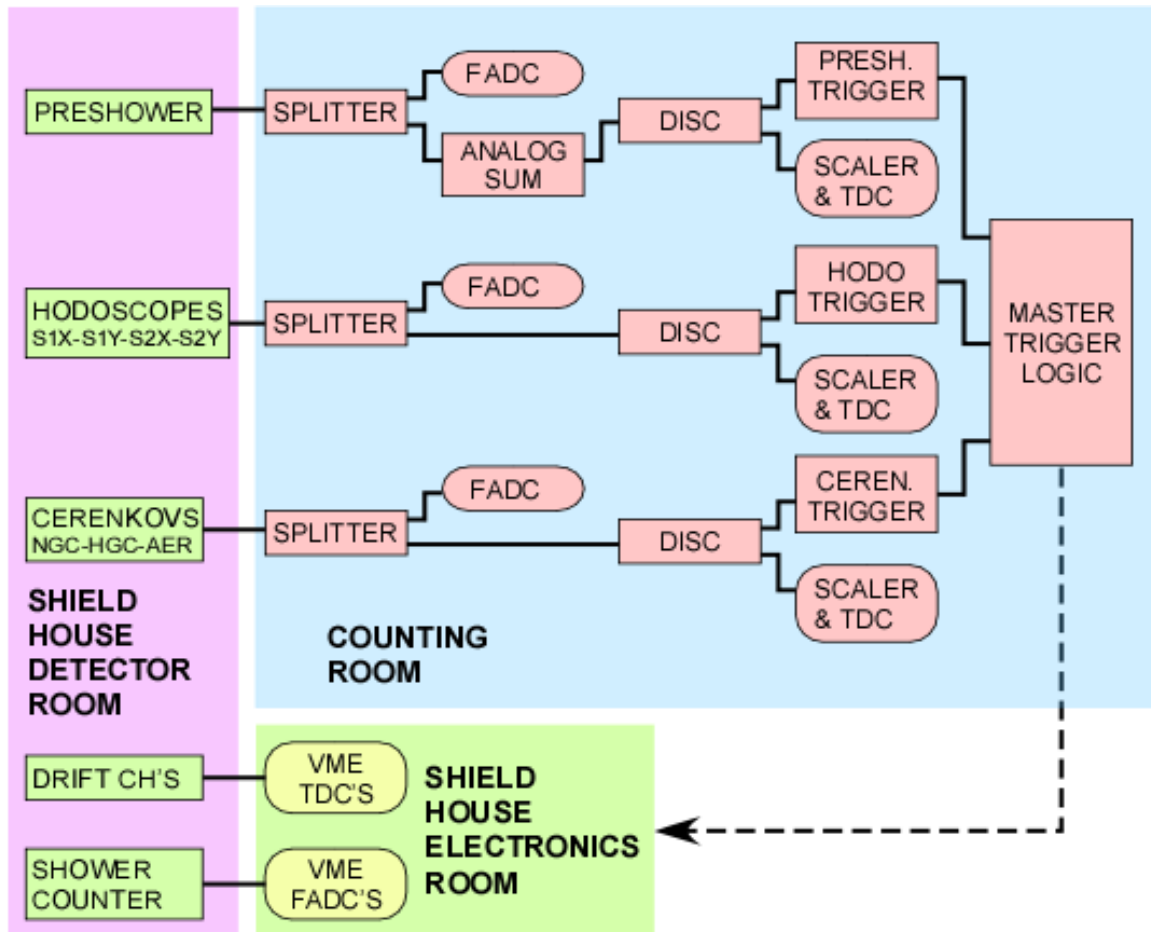 PRESHOWER
SPLITTER
FADC
ANALOG
SUM
DISC
PRESH.
TRIGGER
SCALER
& TDC
HODOSCOPES
S1X-S1Y-S2X-S2Y
SPLITTER
FADC
DISC
HODO
TRIGGER
SCALER
& TDC
MASTER
TRIGGER
LOGIC
CERENKOVS
NGC-HGC-AER
SPLITTER
FADC
DISC
CEREN.
TRIGGER
SCALER
& TDC
SHIELD
HOUSE
DETECTOR
ROOM
COUNTING
ROOM
DRIFT CH'S
VME
TDC'S
SHOWER
COUNTER
VME
FADC'S
SHIELD
HOUSE
ELECTRONICS
ROOM